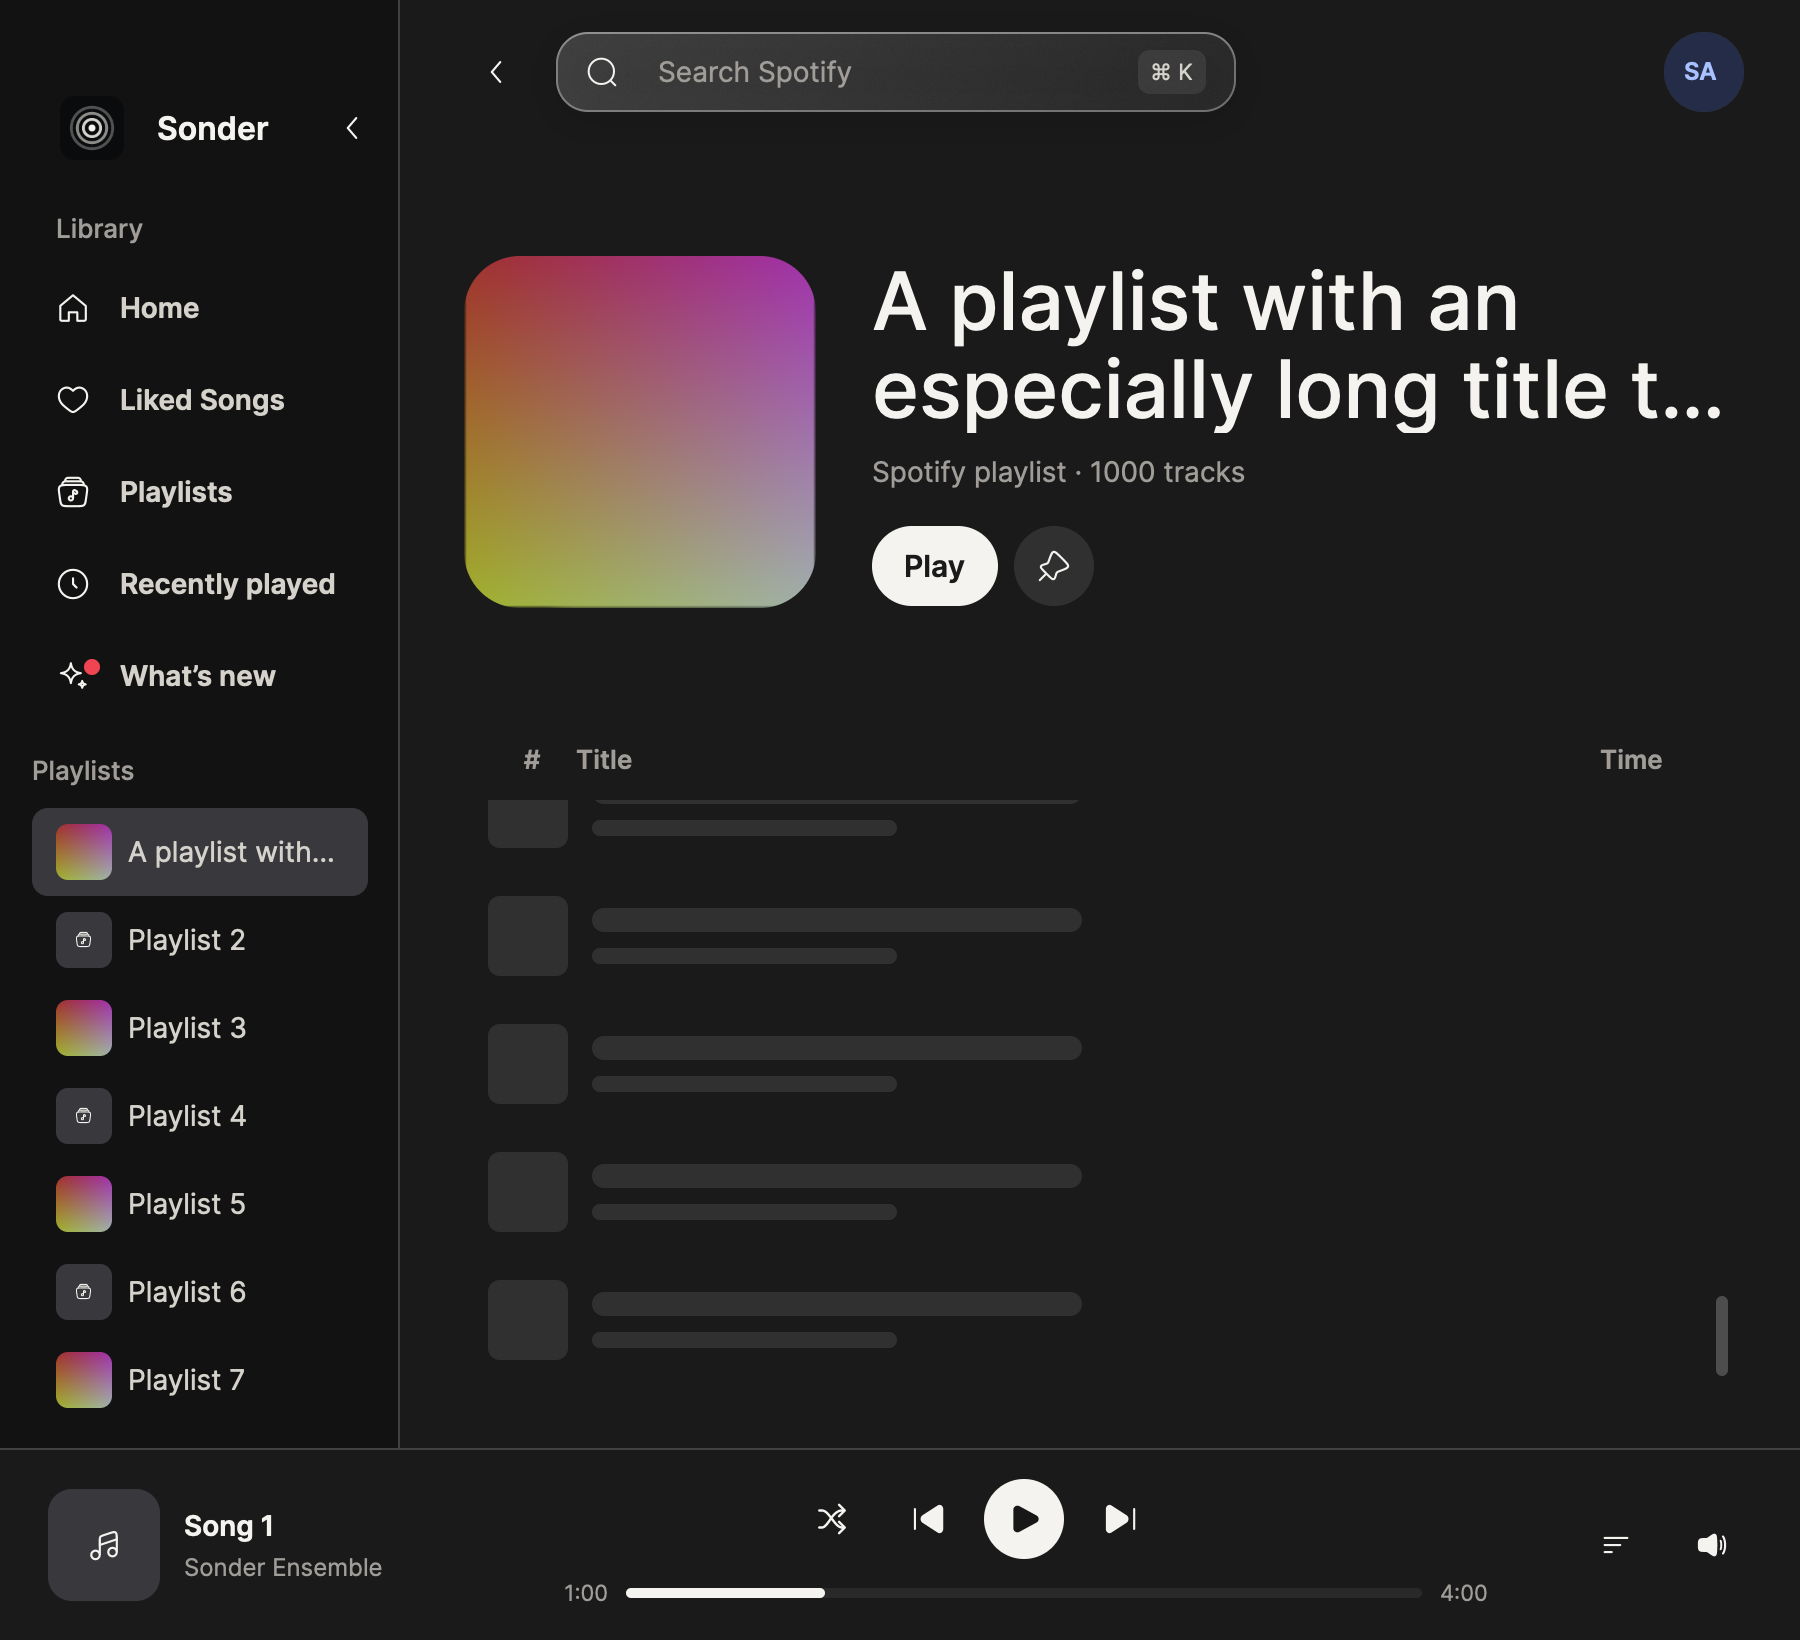 Search Spotify
⌘ K
SA
Sonder
Library
Home
Liked Songs
Playlists
Recently played
What’s new
Playlists
A playlist with...
Playlist 2
Playlist 3
Playlist 4
Playlist 5
Playlist 6
Playlist 7
A playlist with an
especially long title t...
Spotify playlist · 1000 tracks
Play
# Title Time
Song 1
Sonder Ensemble
1:00
4:00